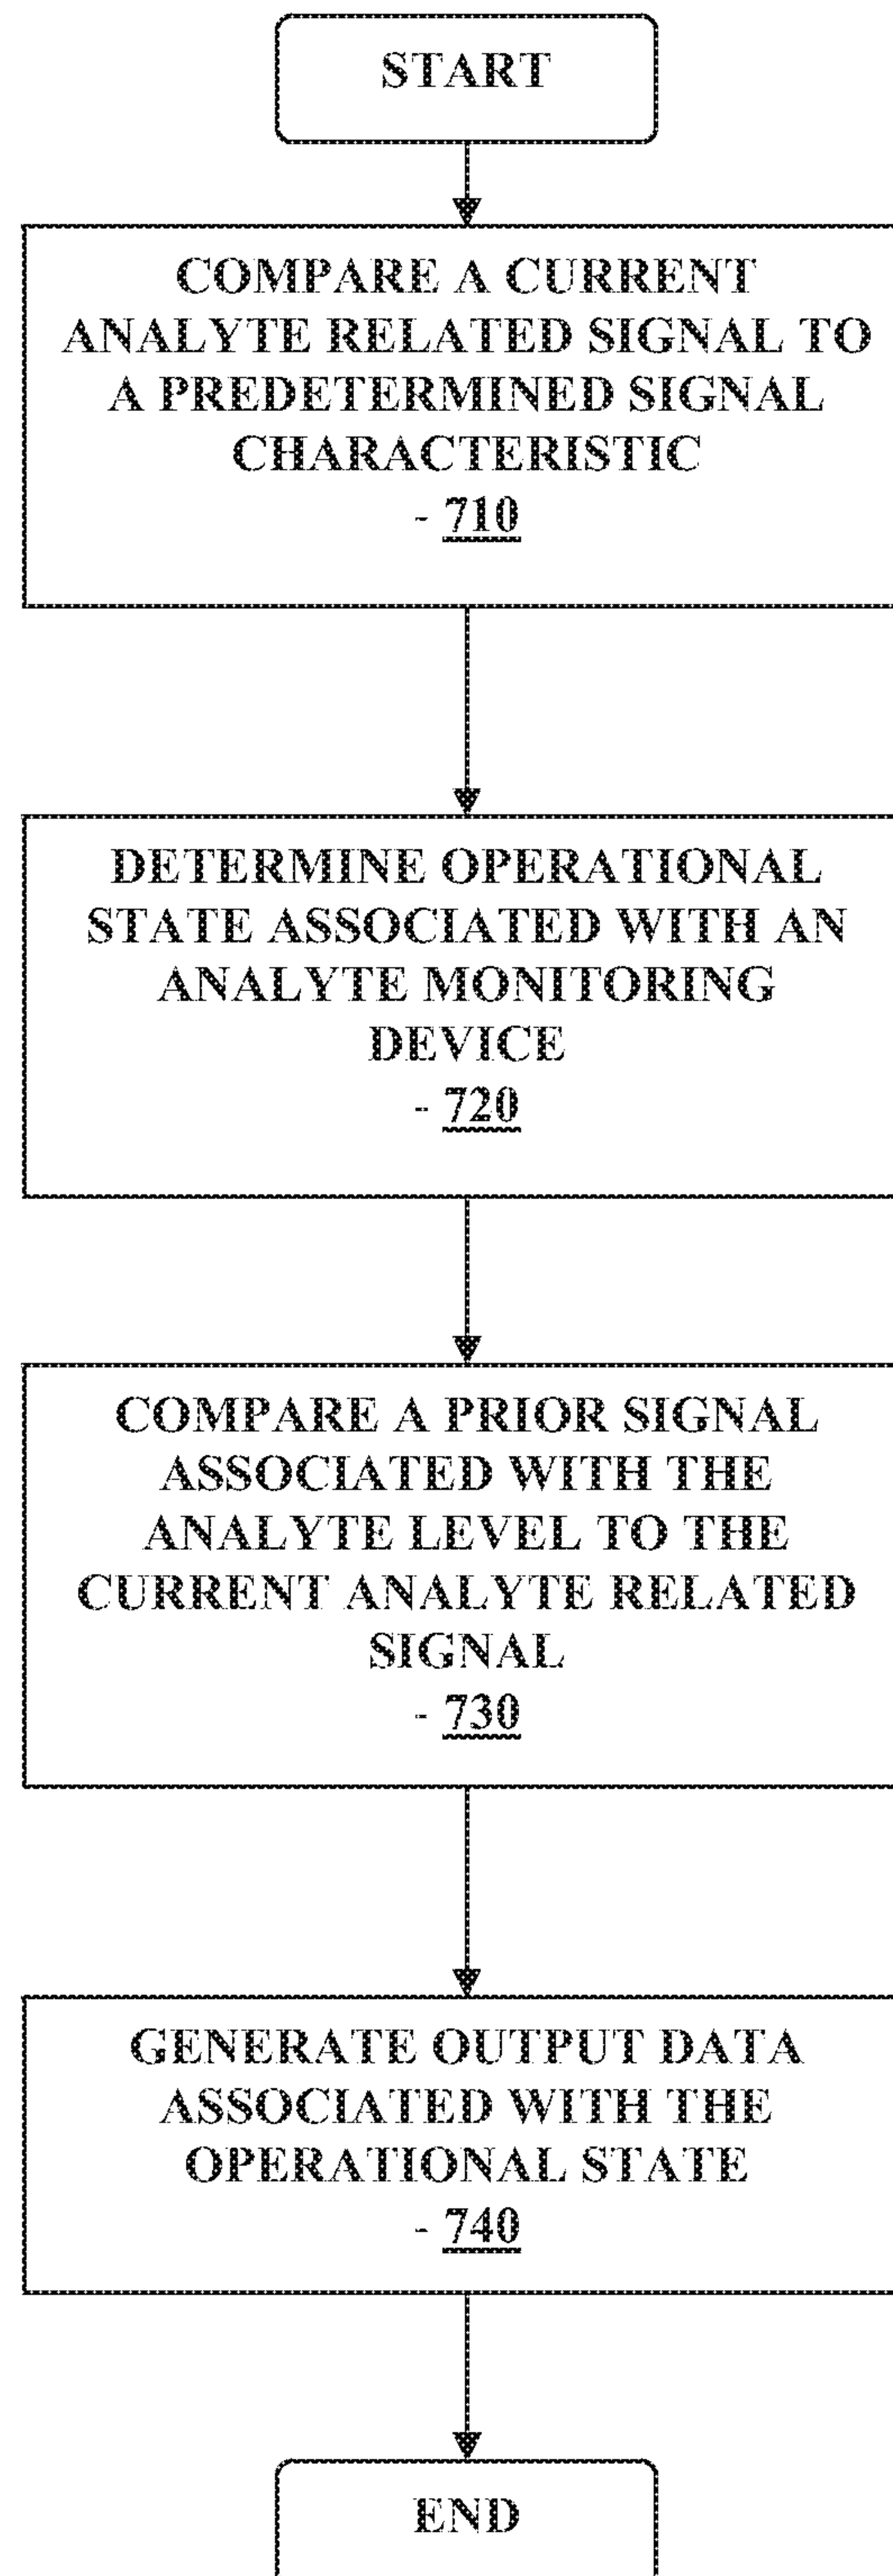 START
COMPARE A CURRENT
ANALYTE RELATED SIGNAL TO
A PREDETERMINED SIGNAL
CHARACTERISTIC
- 710
DETERMINE OPERATIONAL
STATE ASSOCIATED WITH AN
ANALYTE MONITORING
DEVICE
- 720
COMPARE A PRIOR SIGNAL
ASSOCIATED WITH THE
ANALYTE LEVEL TO THE
CURRENT ANALYTE RELATED
SIGNAL
- 730
GENERATE OUTPUT DATA
ASSOCIATED WITH THE
OPERATIONAL STATE
- 740
END